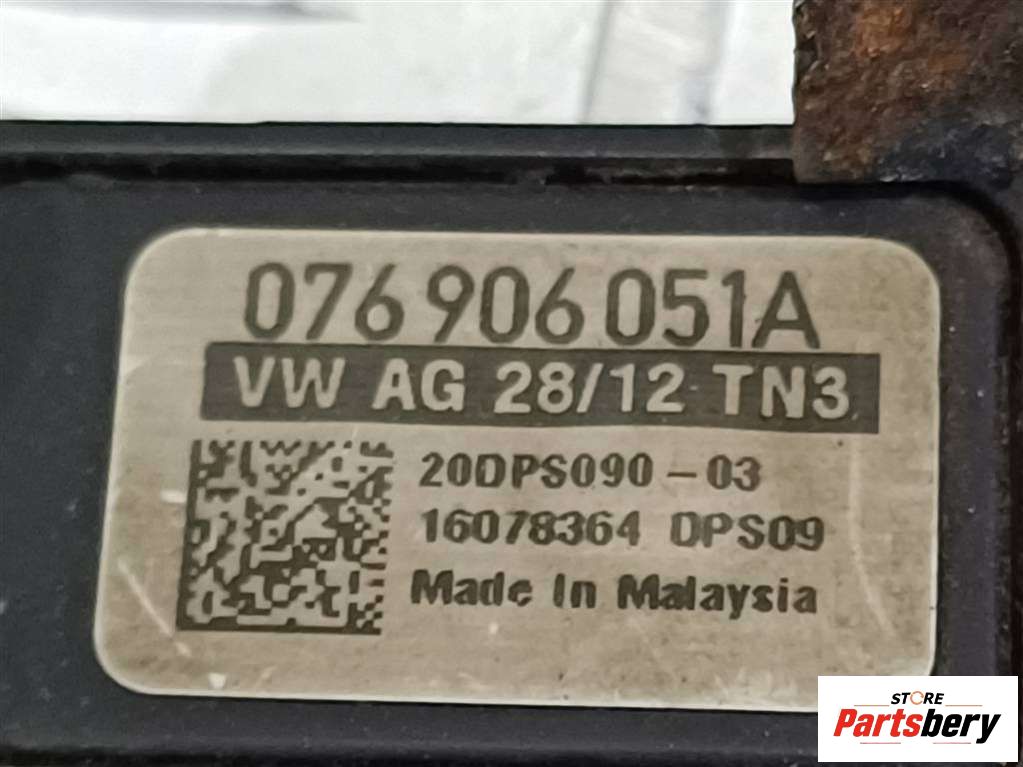 076 906 051A
VW AG 28/12 TN3
20DPS090-03
16078364 DPS09
Made In Malaysia
STORE
Partsbery